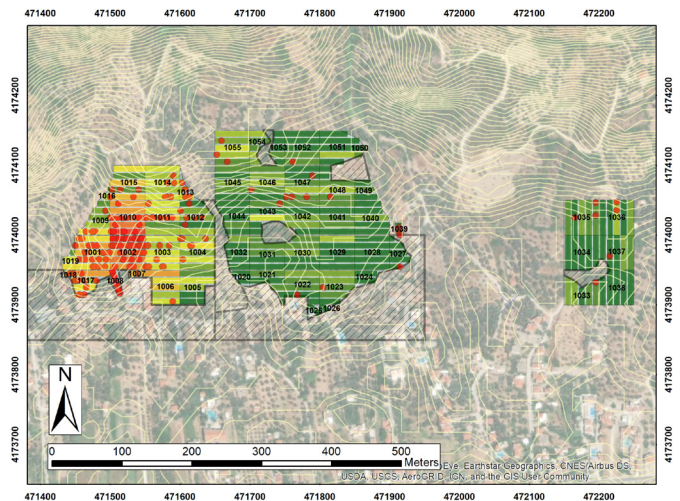 471400 471500 471600 471700 471800 471900 472000 472100 472200
4174200 4174200
4174100 4174100
4174000 4174000
4173900 4173900
4173800 4173800
4173700 4173700
1055 1054 1053 1052 1051 1050
1015 1014 1045 1046 1047 1048 1049
1016 1013
1009 1010 1011 1012 1044 1043 1042 1041 1040 1035 1036
1039
1001 1002 1003 1004 1032 1031 1030 1029 1028 1027 1034 1037
1019
1018 1017 1008 1007 1020 1021 1024
1006 1005 1022 1023 1033 1038
1025 1026
N
0 100 200 300 400 500
Meters
Eye, Earthstar Geographics, CNES/Airbus DS,
USDA, USGS, AeroGRID, IGN, and the GIS User Community
471400 471500 471600 471700 471800 471900 472000 472100 472200